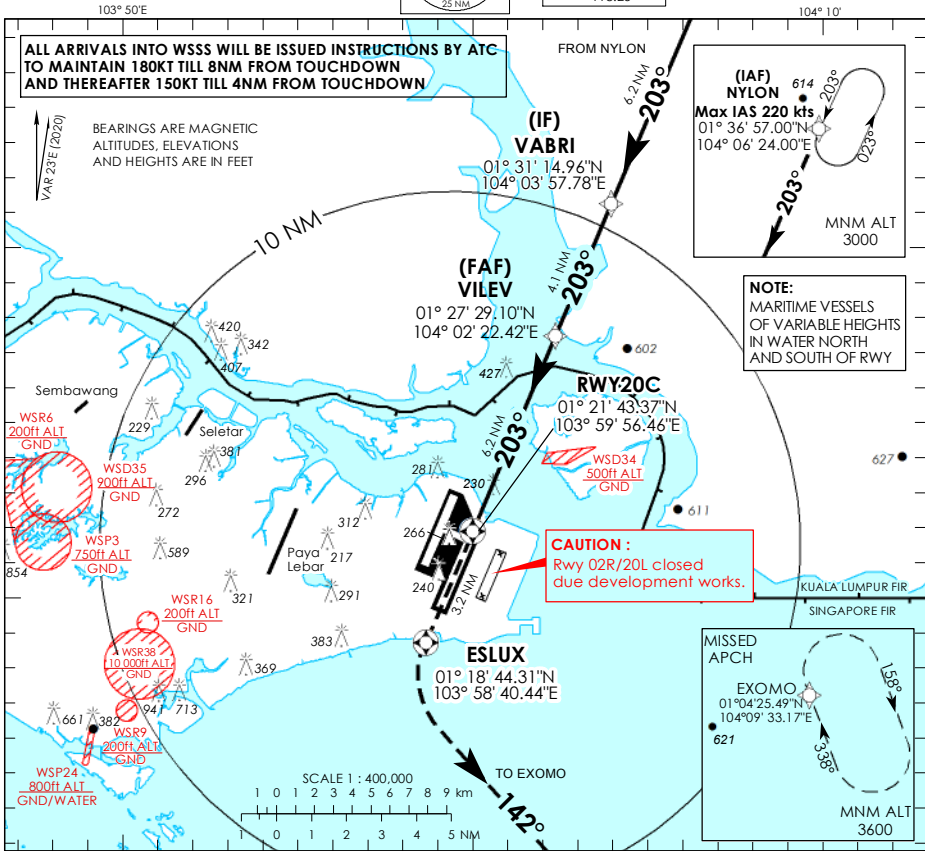 103° 50'E
25 NM
104° 10'
ALL ARRIVALS INTO WSSS WILL BE ISSUED INSTRUCTIONS BY ATC
TO MAINTAIN 180KT TILL 8NM FROM TOUCHDOWN
AND THEREAFTER 150KT TILL 4NM FROM TOUCHDOWN
VAR 23'E (2020)
BEARINGS ARE MAGNETIC
ALTITUDES, ELEVATIONS
AND HEIGHTS ARE IN FEET
FROM NYLON
6.2 NM
203°
(IF)
VABRI
01° 31' 14.96"N
104° 03' 57.78"E
(IAF)
NYLON
Max IAS 220 kts
01° 36' 57.00"N
104° 06' 24.00"E
614
203°
023°
203°
MNM ALT
3000
10 NM
4.1 NM
203°
(FAF)
VILEV
01° 27' 29.10"N
104° 02' 22.42"E
NOTE:
MARITIME VESSELS
OF VARIABLE HEIGHTS
IN WATER NORTH
AND SOUTH OF RWY
420
342
407
427
602
Sembawang
RWY20C
01° 21' 43.37"N
103° 59' 56.46"E
WSR6
200ft ALT
GND
229
Seletar
6.2 NM
203°
381
296
281
230
WSD34
500ft ALT
GND
627
WSD35
900ft ALT
GND
272
312
611
266
WSP3
750ft ALT
GND
589
217
Paya
Lebar
854
240
3.2 NM
CAUTION :
Rwy 02R/20L closed
due development works.
321
291
KUALA LUMPUR FIR
SINGAPORE FIR
WSR16
200ft ALT
GND
383
WSR38
10 000ft ALT
GND
369
ESLUX
01° 18' 44.31"N
103° 58' 40.44"E
MISSED
APCH
EXOMO
01°04'25.49"N
104°09' 33.17"E
158°
338°
621
MNM ALT
3600
941
713
661
382
WSR9
200ft ALT
GND
WSP24
800ft ALT
GND/WATER
SCALE 1 : 400,000
1 0 1 2 3 4 5 6 7 8 9 km
1 0 1 2 3 4 5 NM
TO EXOMO
142°